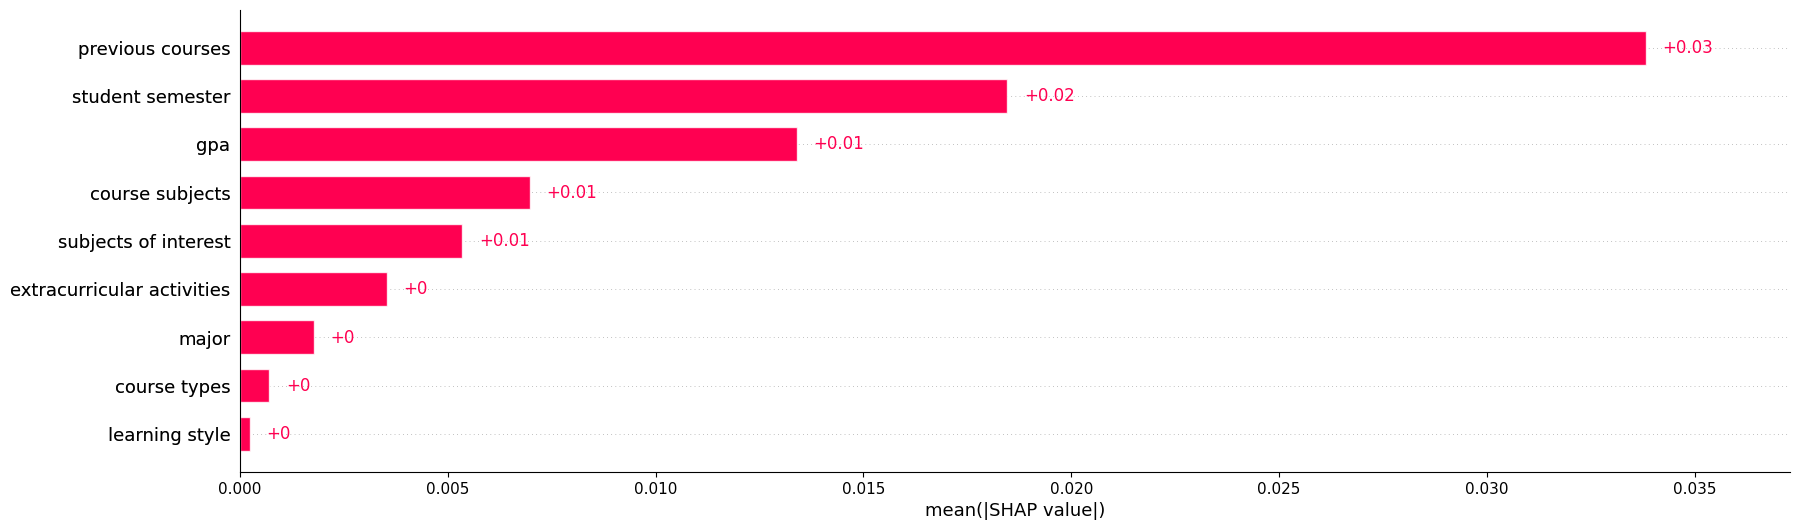 previous courses +0.03
student semester +0.02
gpa +0.01
course subjects +0.01
subjects of interest +0.01
extracurricular activities +0
major +0
course types +0
learning style +0
0.000 0.005 0.010 0.015 0.020 0.025 0.030 0.035
mean(|SHAP value|)